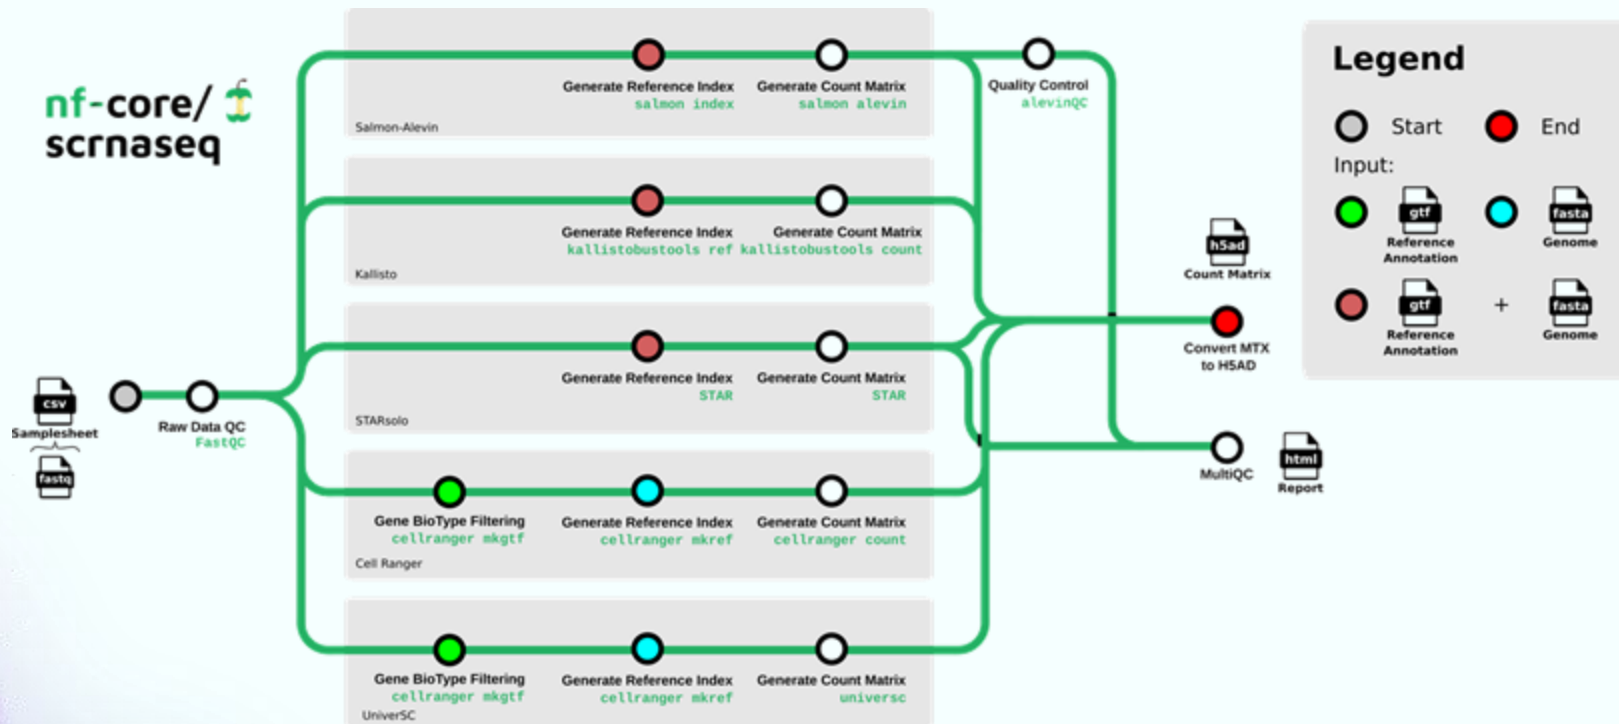 nf-core/
scrnaseq
csv
Samplesheet
fastq
Raw Data QC
FastQC
Generate Reference Index
salmon index
Generate Count Matrix
salmon alevin
Salmon-Alevin
Quality Control
alevinQC
Generate Reference Index
kallistobustools ref
Generate Count Matrix
kallistobustools count
Kallisto
Generate Reference Index
STAR
Generate Count Matrix
STAR
STARsolo
Gene BioType Filtering
cellranger mkgtf
Generate Reference Index
cellranger mkref
Generate Count Matrix
cellranger count
Cell Ranger
Gene BioType Filtering
cellranger mkgtf
Generate Reference Index
cellranger mkref
Generate Count Matrix
universc
UniverSC
h5ad
Count Matrix
Convert MTX
to H5AD
MultiQC
html
Report
Legend
Start
End
Input:
gtf
Reference
Annotation
fasta
Genome
gtf
Reference
Annotation
+
fasta
Genome